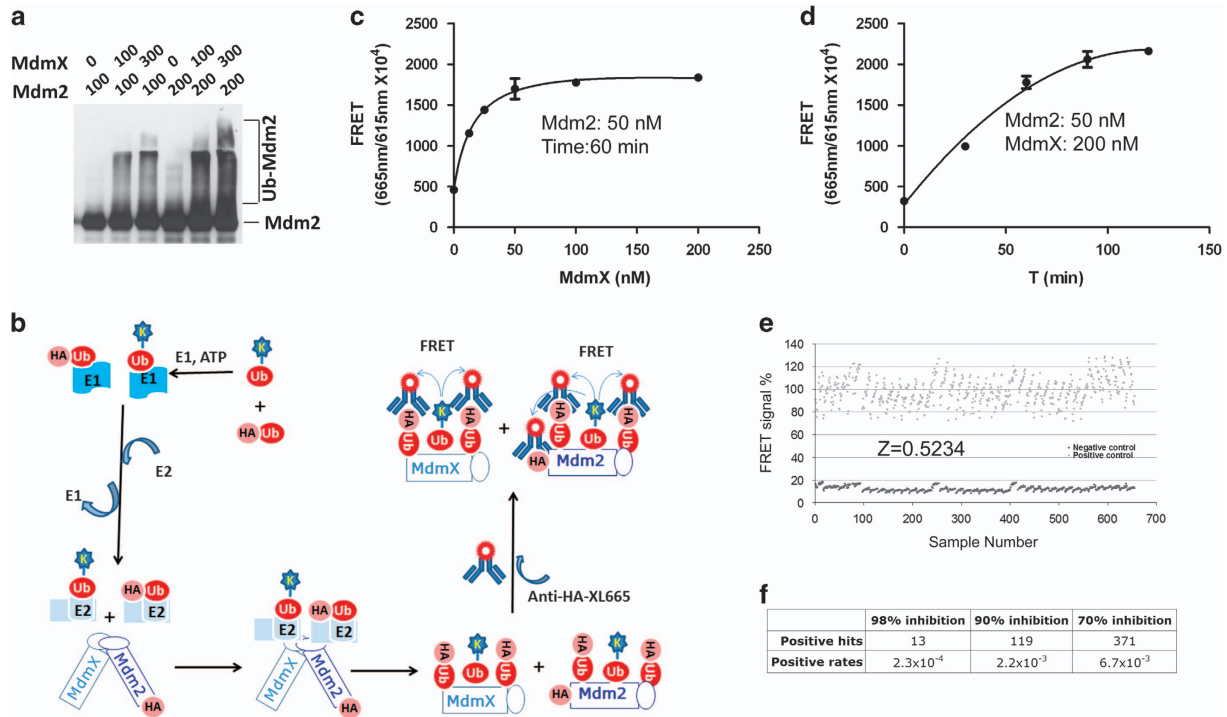 a
MdmX 0 100 300 0 100 300
Mdm2 100 100 100 200 200 200
Ub-Mdm2
Mdm2
c
FRET
(665nm/615nm X10⁴)
2500
2000
1500
1000
500
0
Mdm2: 50 nM
Time:60 min
0 50 100 150 200 250
MdmX (nM)
d
FRET
(665nm/615nm X10⁴)
2500
2000
1500
1000
500
0
Mdm2: 50 nM
MdmX: 200 nM
0 50 100 150
T (min)
b
HA Ub E1
K Ub E1
E1, ATP
K Ub
+
HA Ub
E2
E1
K Ub E2
+
HA Ub E2
MdmX
Mdm2
HA
K Ub E2
HA Ub E2
MdmX
Mdm2
HA
HA Ub K Ub HA Ub
MdmX
+
HA Ub K Ub HA Ub
HA Mdm2
Anti-HA-XL665
FRET
K
HA HA
Ub Ub Ub
MdmX
+
FRET
K
HA HA
Ub Ub Ub
HA Mdm2
e
FRET signal %
140
120
100
80
60
40
20
0
Z=0.5234
Negative control
Positive control
0 100 200 300 400 500 600 700
Sample Number
f
98% inhibition 90% inhibition 70% inhibition
Positive hits 13 119 371
Positive rates 2.3x10⁻⁴ 2.2x10⁻³ 6.7x10⁻³